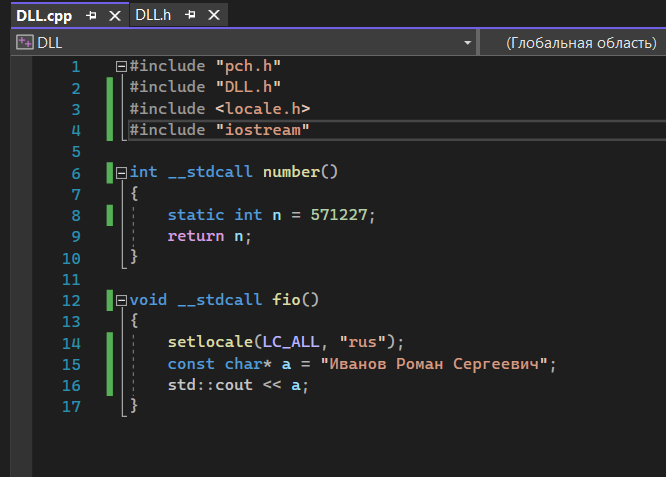 DLL.cpp DLL.h
DLL (Глобальная область)
1 #include "pch.h"
2 #include "DLL.h"
3 #include <locale.h>
4 #include "iostream"
5
6 int __stdcall number()
7 {
8 static int n = 571227;
9 return n;
10 }
11
12 void __stdcall fio()
13 {
14 setlocale(LC_ALL, "rus");
15 const char* a = "Иванов Роман Сергеевич";
16 std::cout << a;
17 }